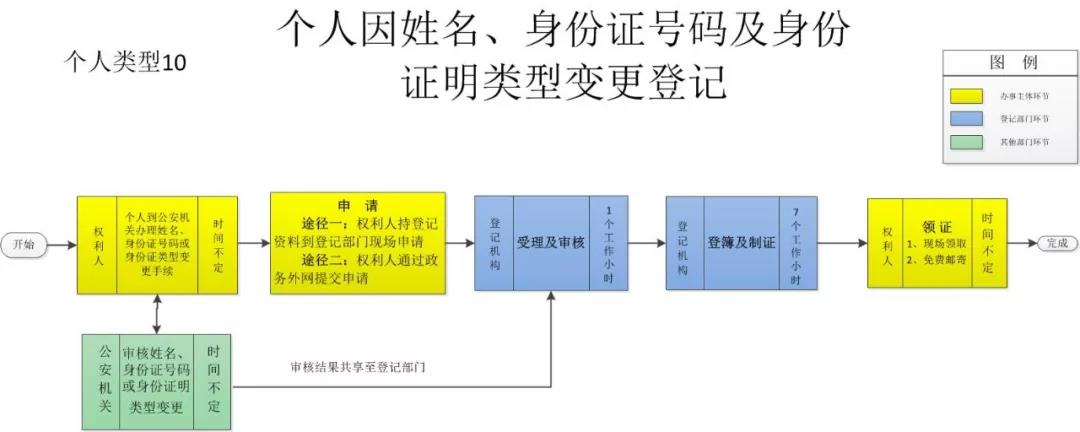 个人因姓名、身份证号码及身份
证明类型变更登记
个人类型10
图 例
办事主体环节
登记部门环节
其他部门环节
开始
权利人
个人到公安机
关办理姓名、
身份证号码或
身份证类型变
更手续
时间不定
申 请
途径一：权利人持登记
资料到登记部门现场申请
途径二：权利人通过政
务外网提交申请
登记机构
受理及审核
1个工作小时
登记机构
登簿及制证
7个工作小时
权利人
领证
1、现场领取
2、免费邮寄
时间不定
完成
公安机关
审核姓名、
身份证号码
或身份证明
类型变更
时间不定
审核结果共享至登记部门